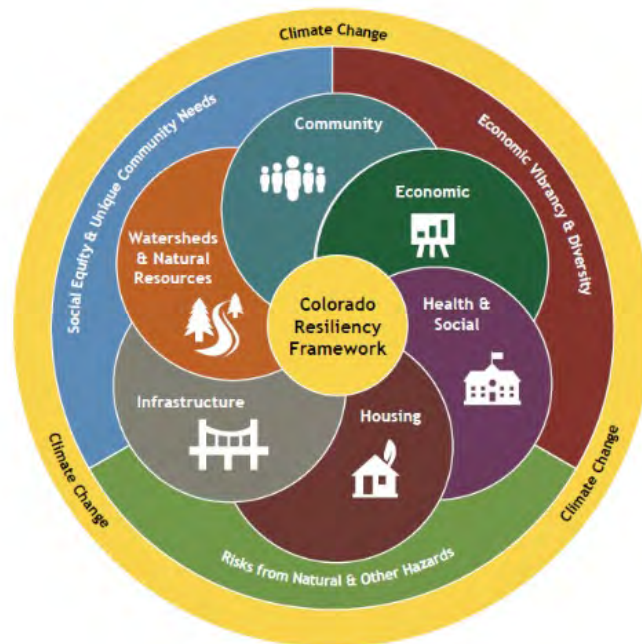 Climate Change
Social Equity & Unique Community Needs
Economic Vibrancy & Diversity
Community
Economic
Watersheds
& Natural
Resources
Health &
Social
Colorado
Resiliency
Framework
Infrastructure
Housing
Climate Change
Climate Change
Risks from Natural & Other Hazards